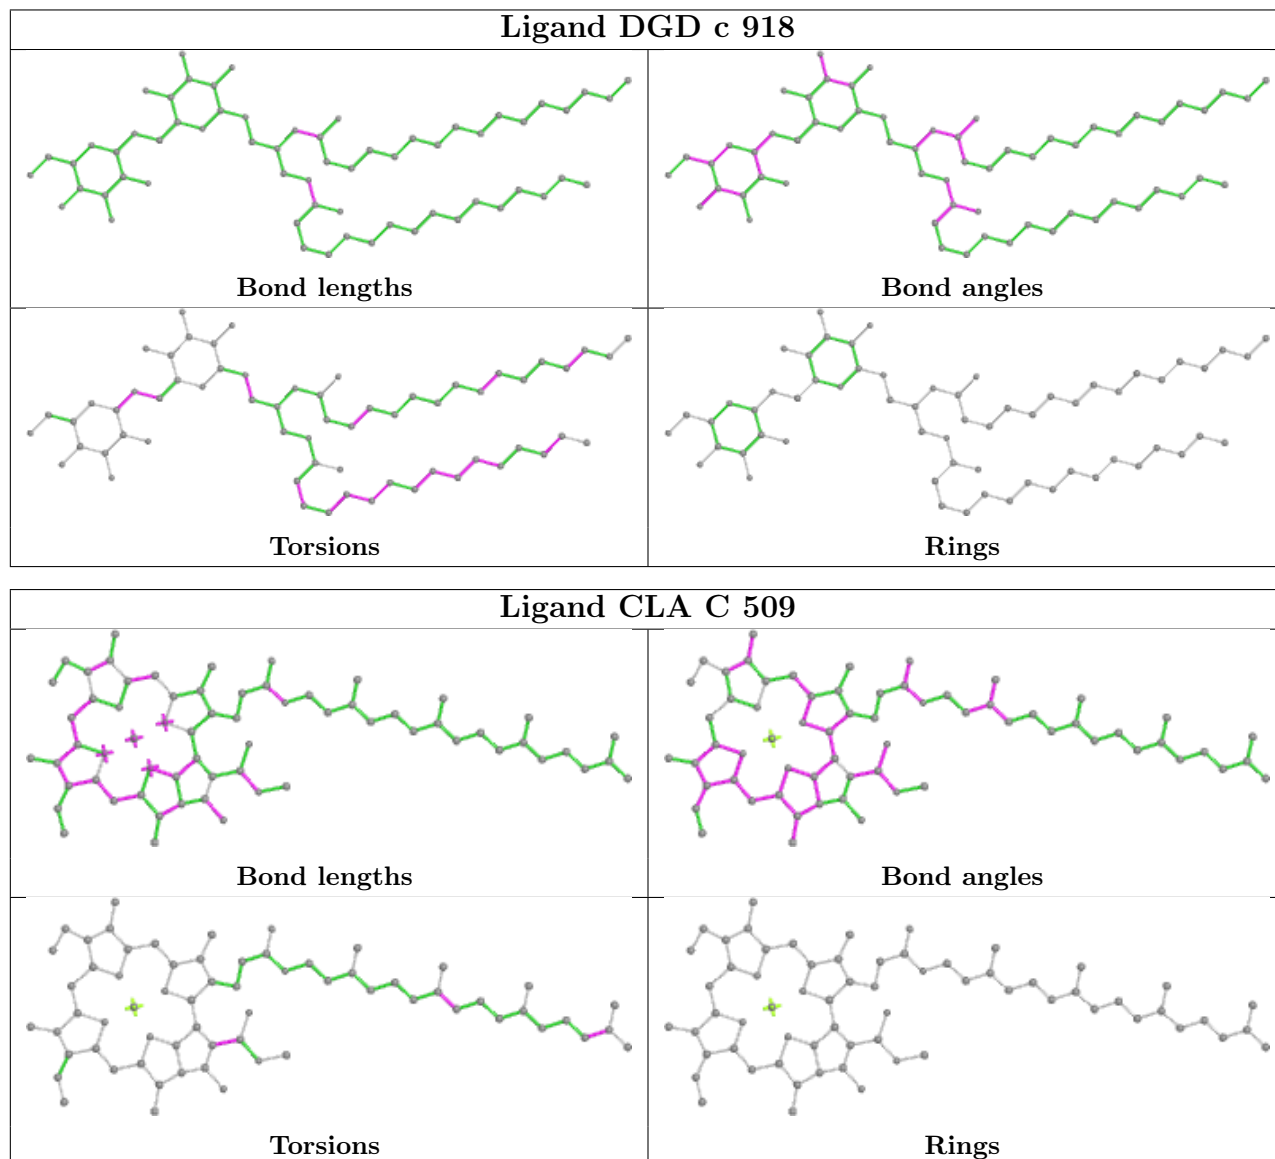 Ligand DGD c 918
Bond lengths
Bond angles
Torsions
Rings
Ligand CLA C 509
Bond lengths
Bond angles
Torsions
Rings